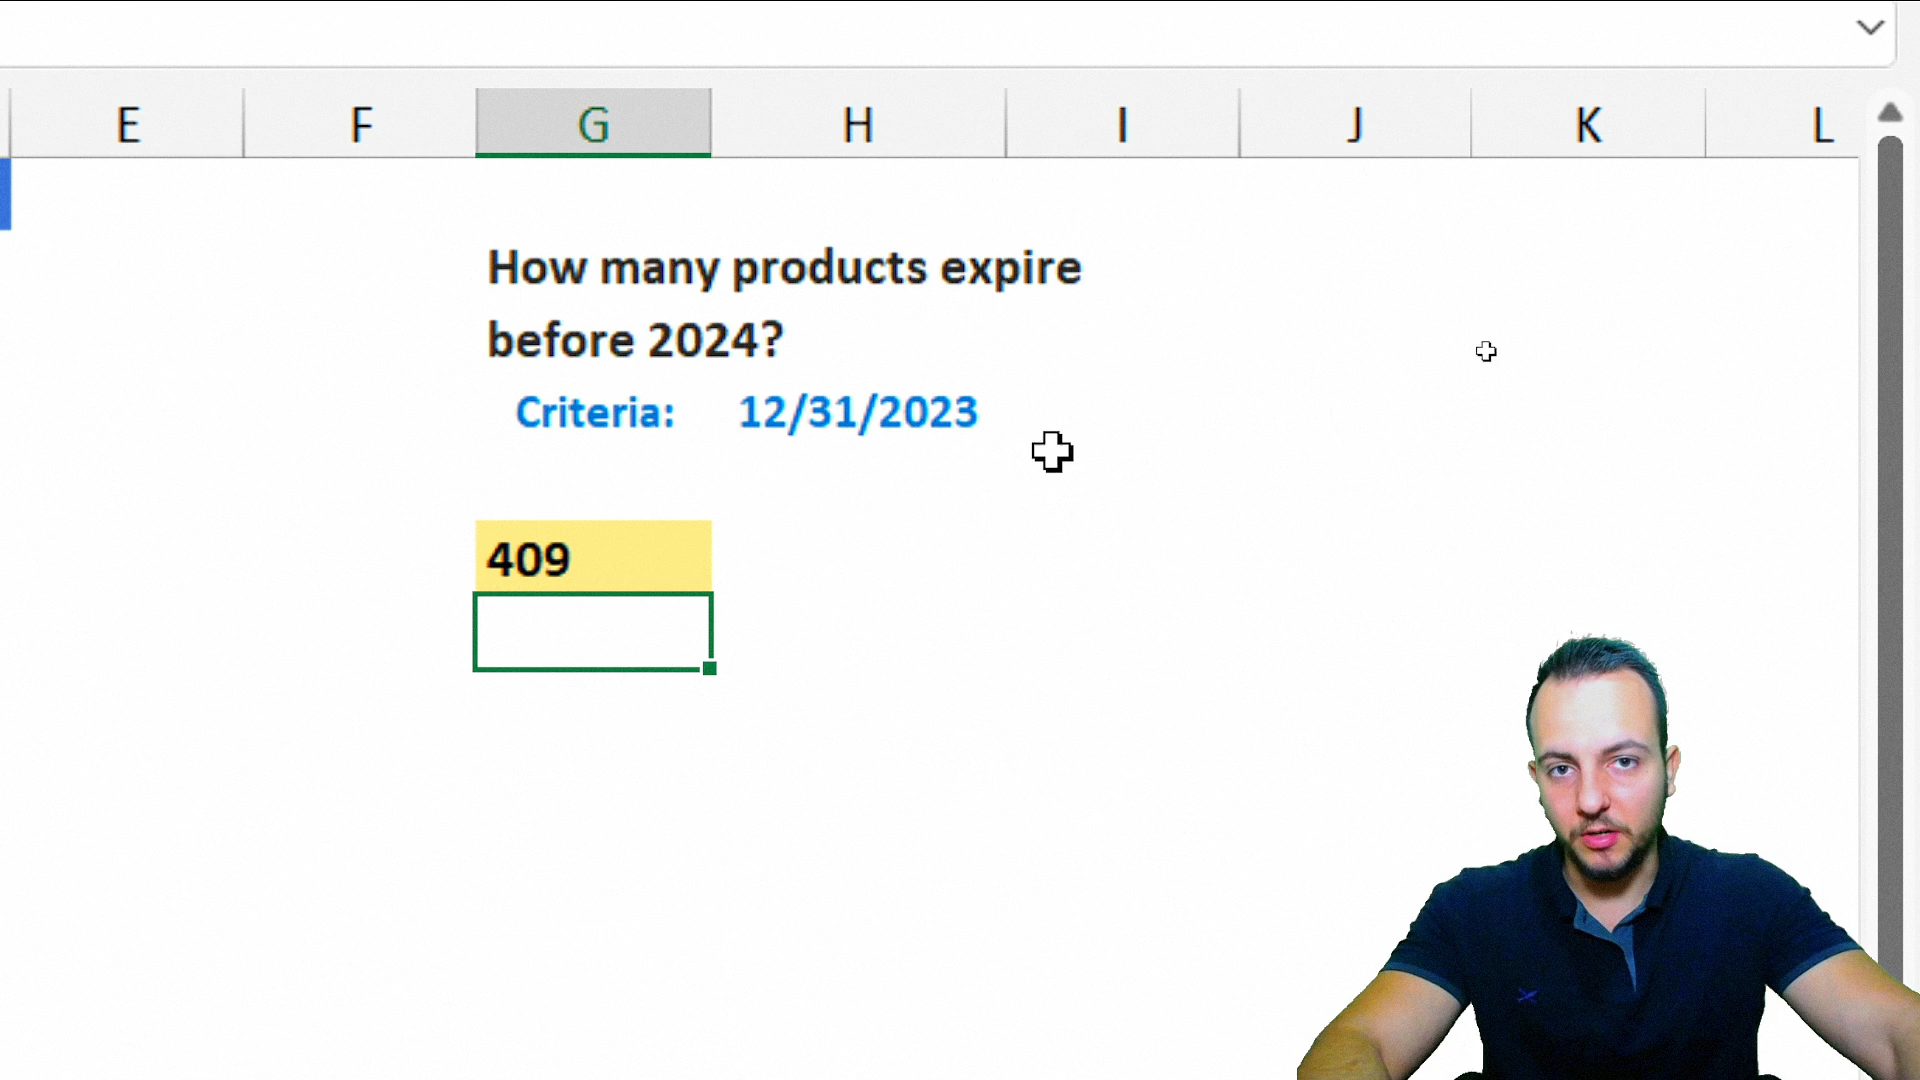 E F G H I J K L
How many products expire
before 2024?
Criteria: 12/31/2023
409